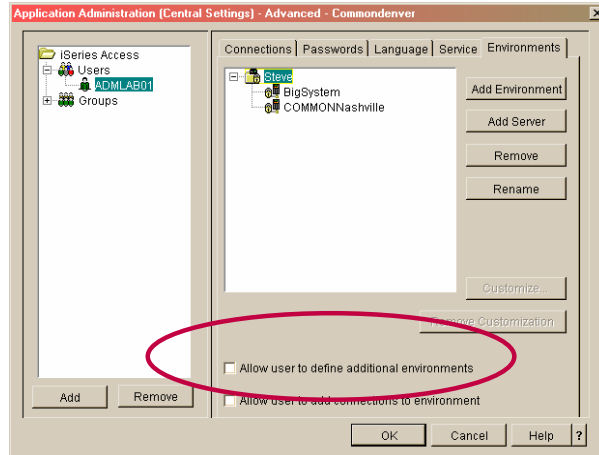 Application Administration (Central Settings) - Advanced - Commondenver
iSeries Access
Users
ADMLAB01
Groups
Add
Remove
Connections
Passwords
Language
Service
Environments
Steve
BigSystem
COMMONNashville
Add Environment
Add Server
Remove
Rename
Customize...
Remove Customization
Allow user to define additional environments
Allow user to add connections to environment
OK
Cancel
Help
?